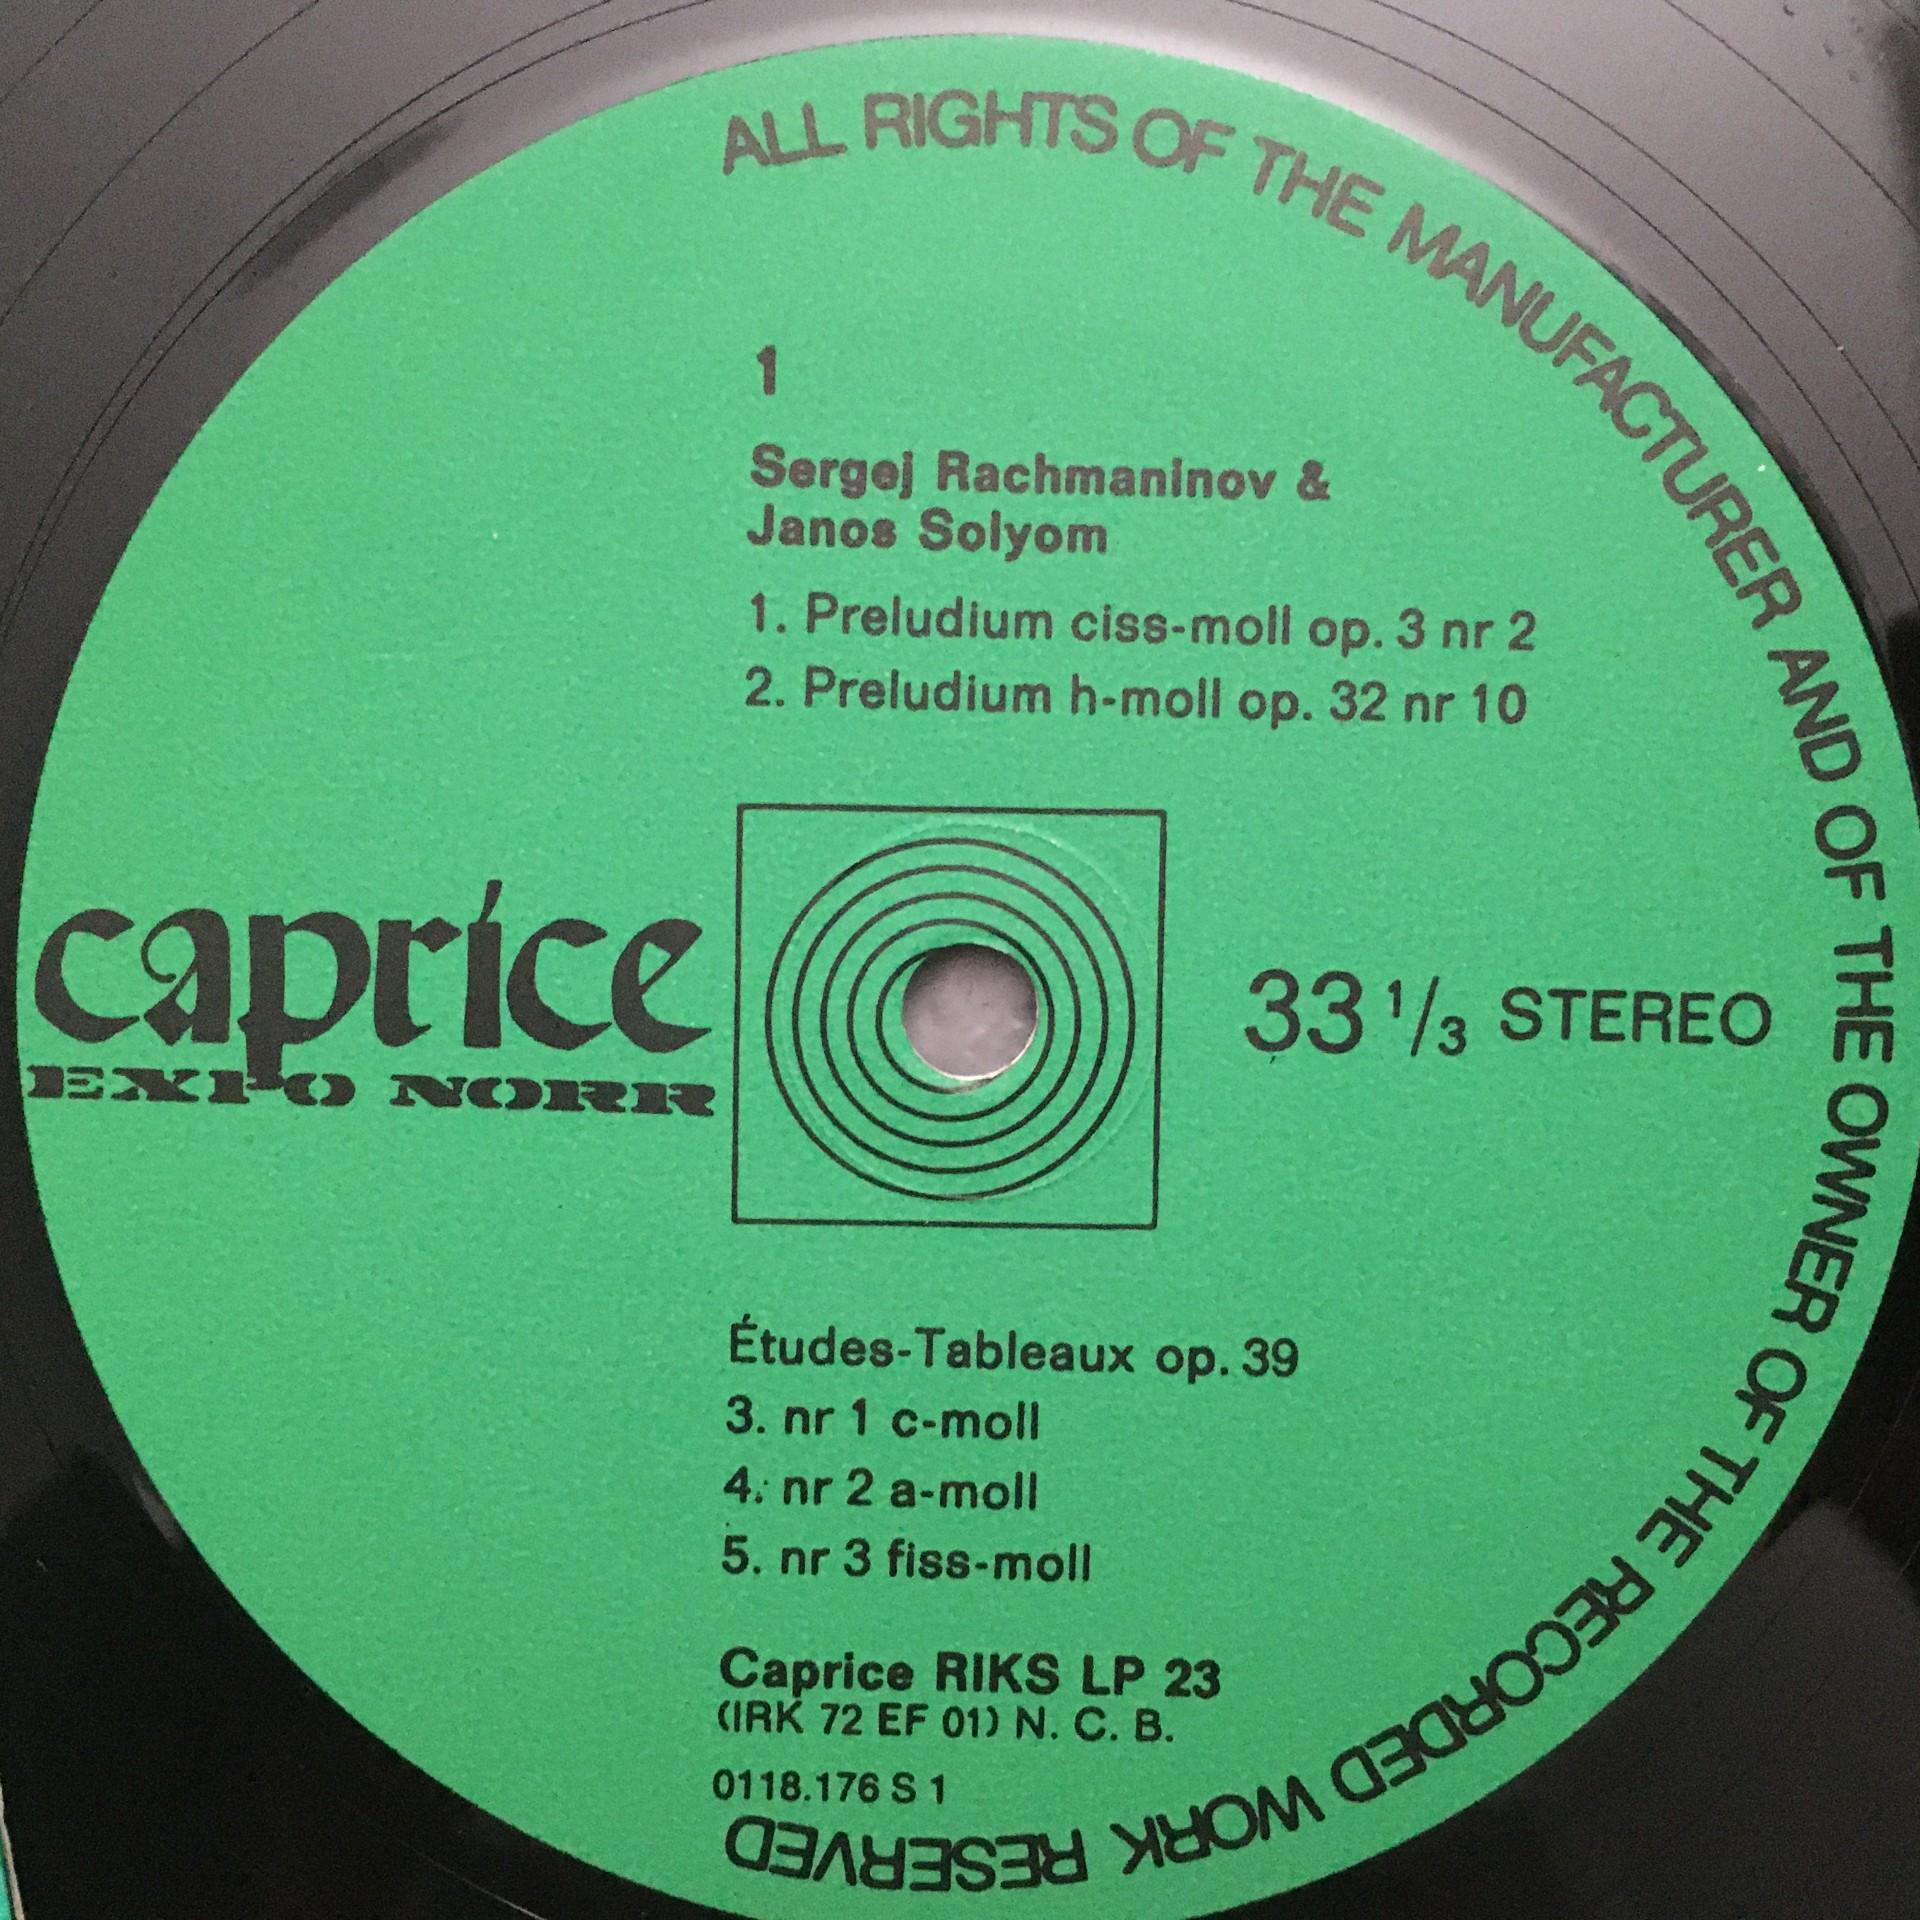 ALL RIGHTS OF THE MANUFACTURER AND OF THE OWNER OF THE RECORDED WORK RESERVED
1
Sergej Rachmaninov &
Janos Solyom
1. Preludium ciss-moll op. 3 nr 2
2. Preludium h-moll op. 32 nr 10
caprice
EXPO NORR
33 1/3 STEREO
Études-Tableaux op. 39
3. nr 1 c-moll
4. nr 2 a-moll
5. nr 3 fiss-moll
Caprice RIKS LP 23
(IRK 72 EF 01) N. C. B.
0118.176 S 1